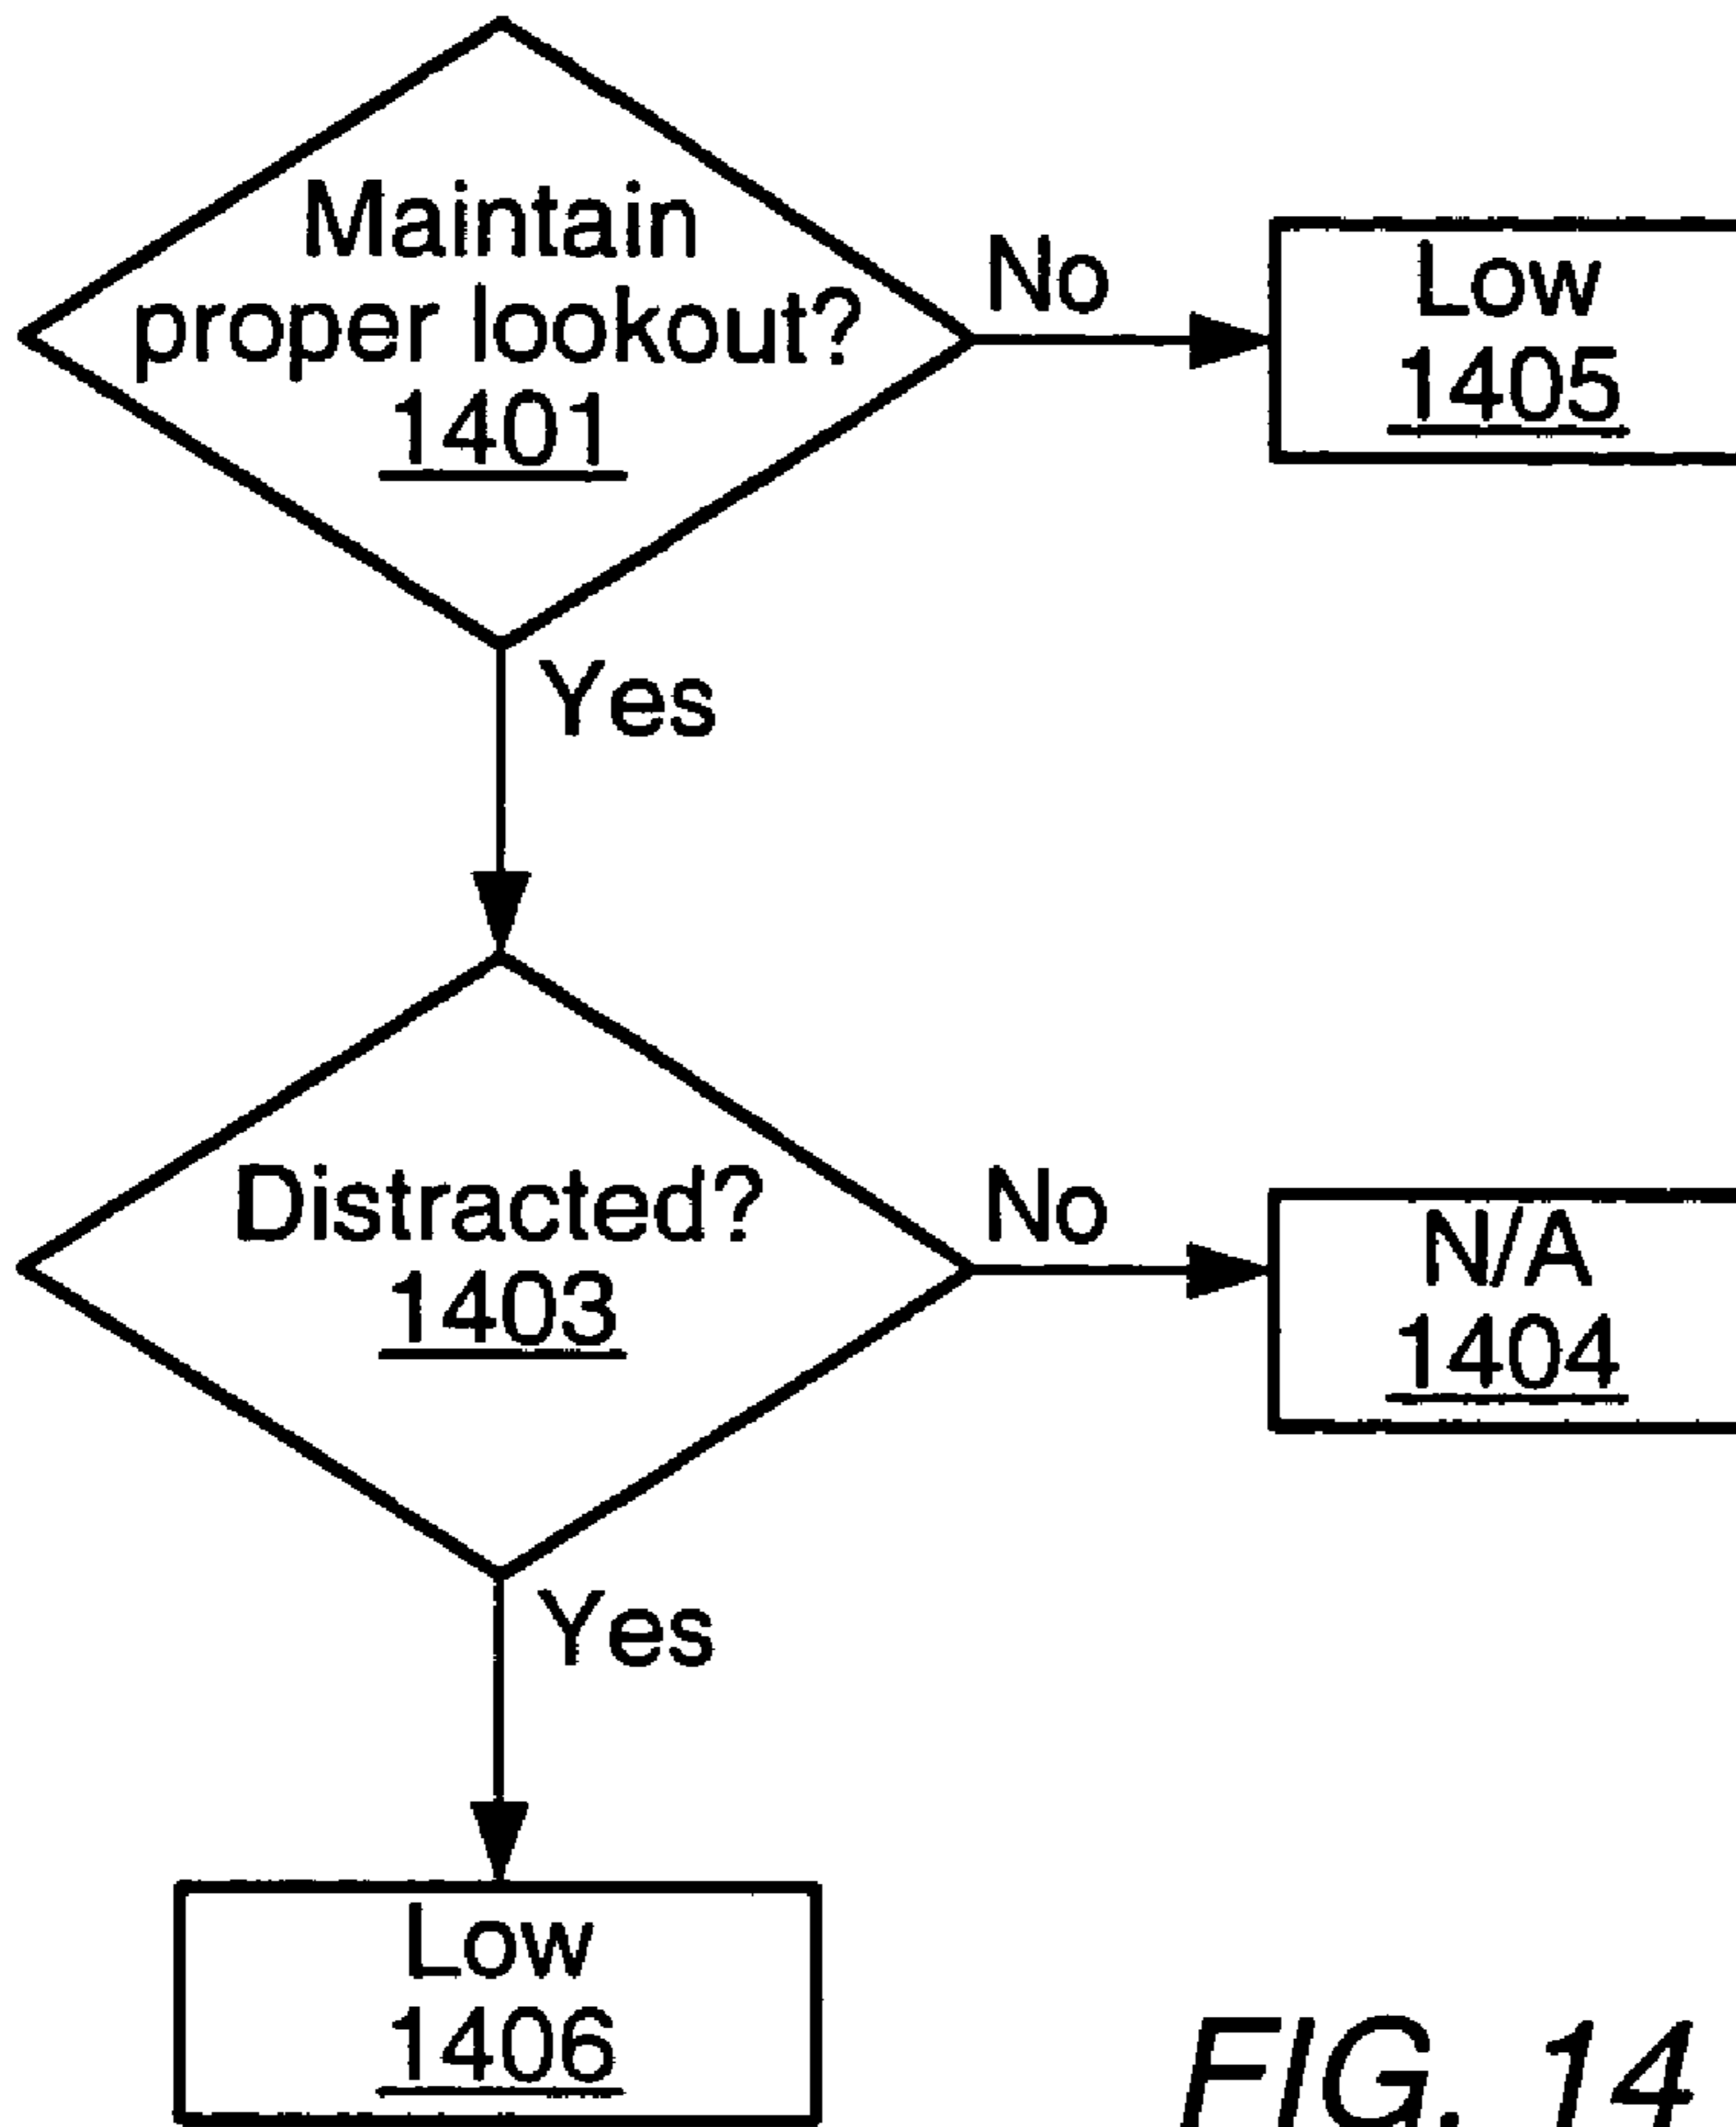 Maintain
proper lookout?
1401
No
Low
1405
Yes
Distracted?
1403
No
N/A
1404
Yes
Low
1406
FIG. 14